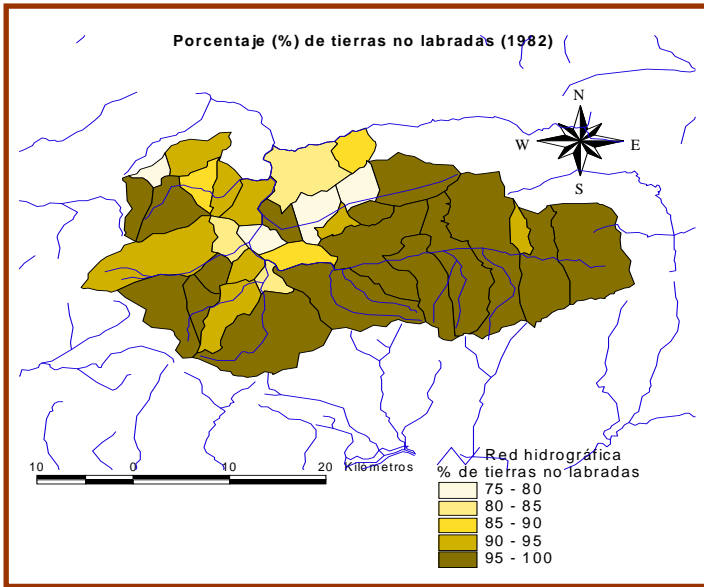 Porcentaje (%) de tierras no labradas (1982)
N
W E
S
Red hidrográfica
10 0 10 20 Kilómetros
% de tierras no labradas
75 - 80
80 - 85
85 - 90
90 - 95
95 - 100